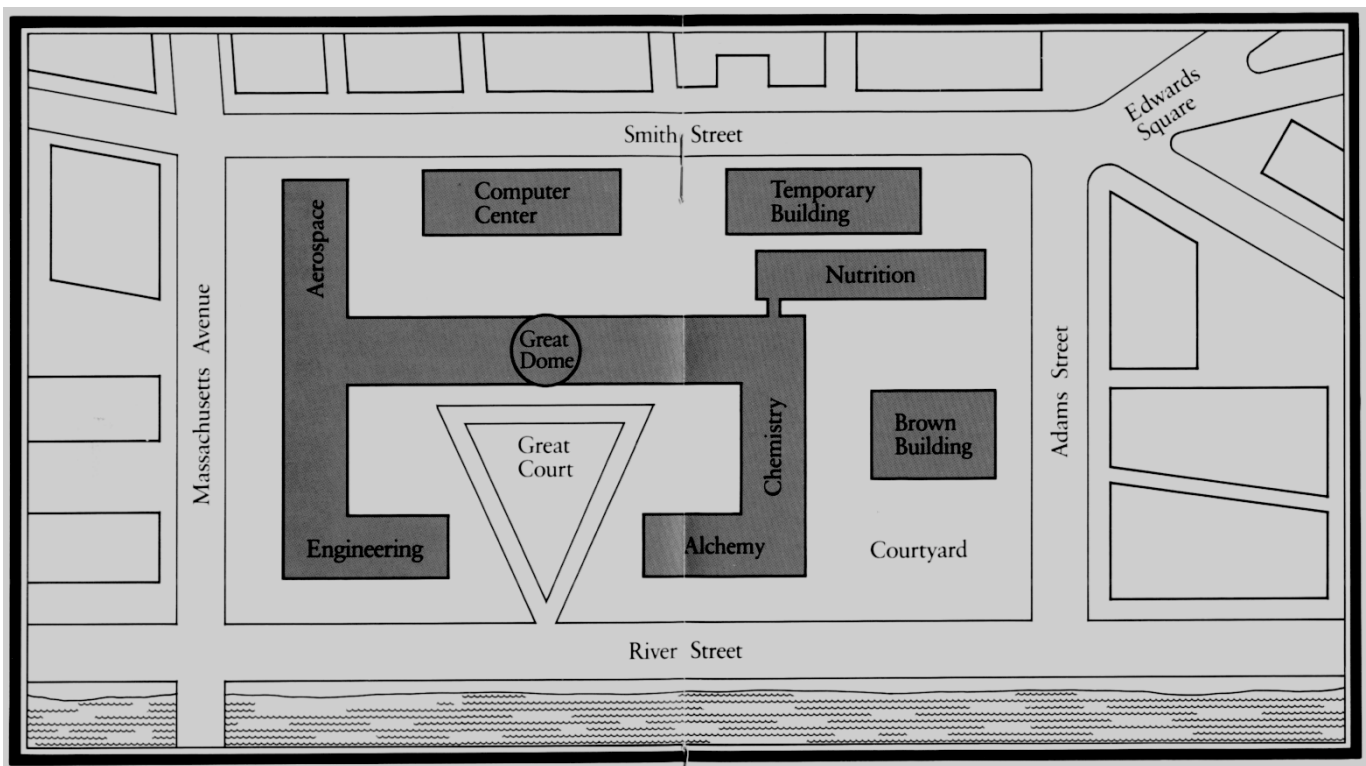 Edwards
Square
Smith Street
Computer
Center
Temporary
Building
Aerospace
Nutrition
Massachusetts Avenue
Great
Dome
Adams Street
Great
Court
Chemistry
Brown
Building
Engineering
Alchemy
Courtyard
River Street